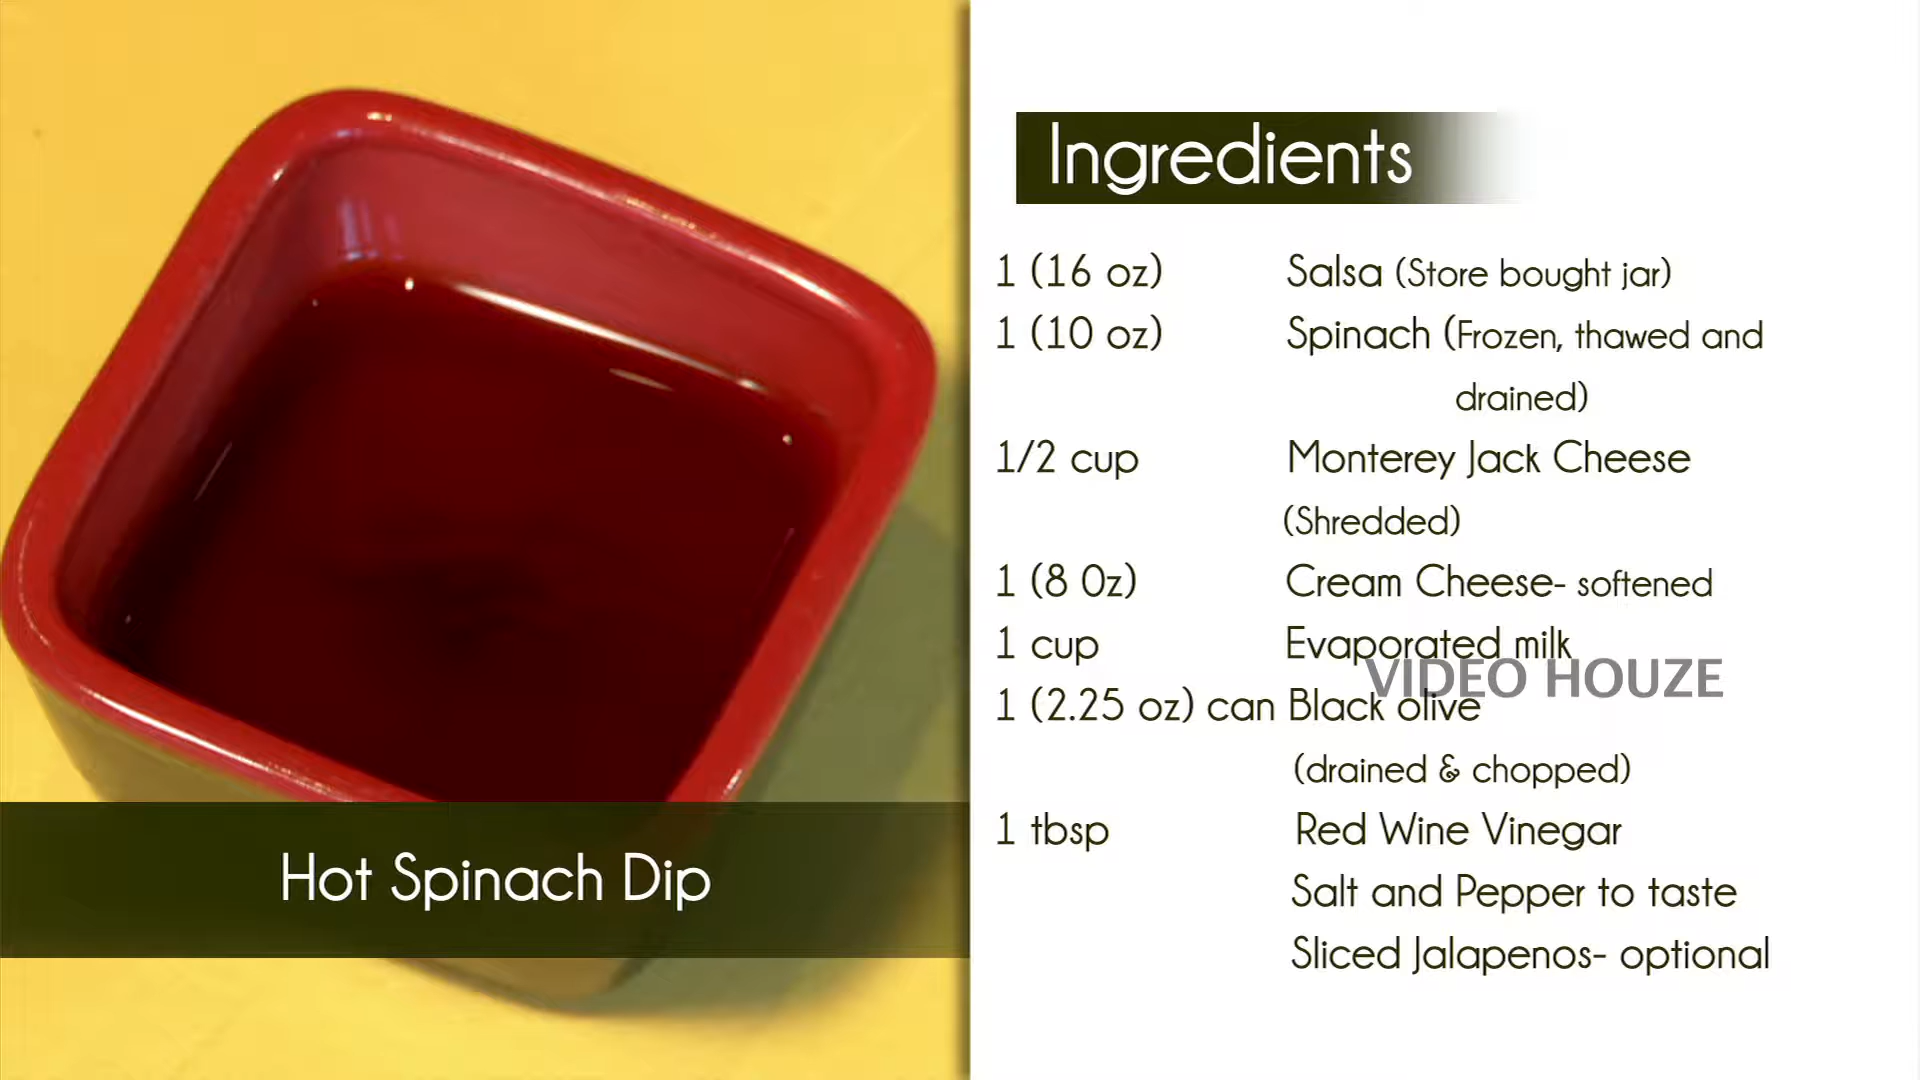 Ingredients
1 (16 oz) Salsa (Store bought jar)
1 (10 oz) Spinach (Frozen, thawed and
drained)
1/2 cup Monterey Jack Cheese
(Shredded)
1 (8 Oz) Cream Cheese- softened
1 cup Evaporated milk
VIDEO HOUZE
1 (2.25 oz) can Black olive
(drained & chopped)
1 tbsp Red Wine Vinegar
Salt and Pepper to taste
Sliced Jalapenos- optional
Hot Spinach Dip